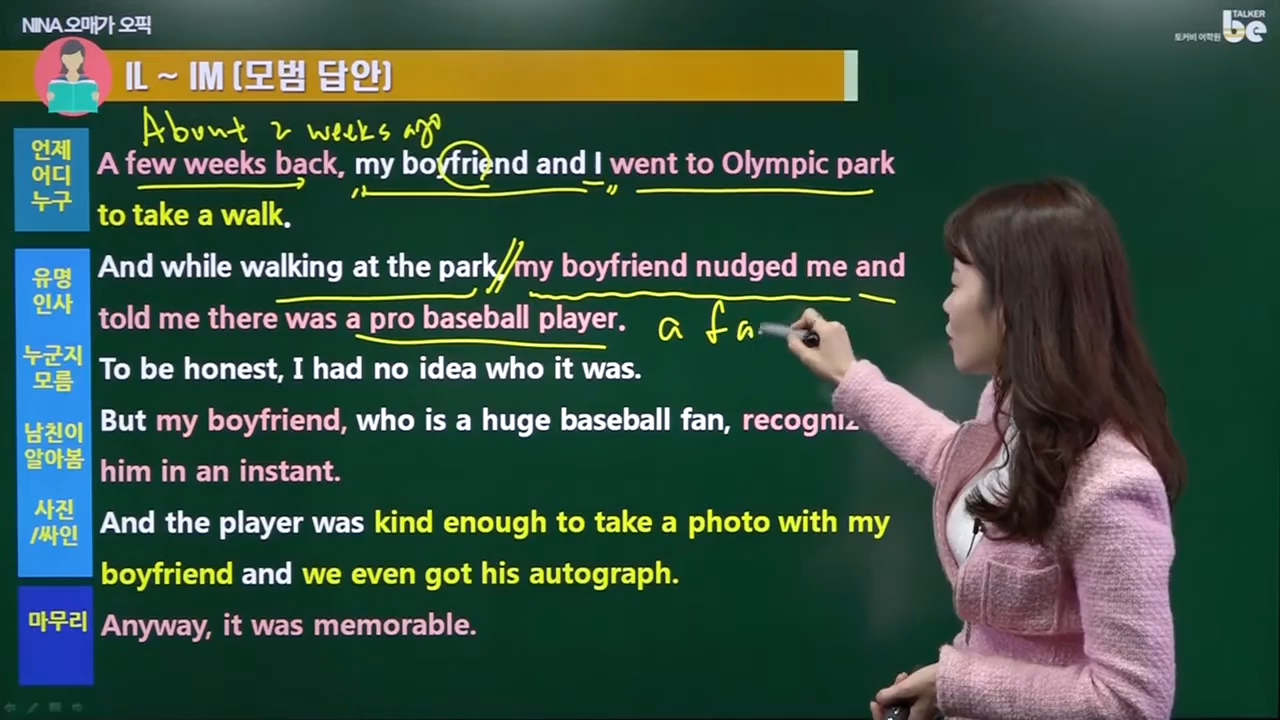 NINA 오매가 오픽
TALKER
be
토커비 어학원
IL ~ IM (모범 답안)
About 2 weeks ago
언제
어디
누구
A few weeks back, my boyfriend and I went to Olympic park
to take a walk.
유명
인사
And while walking at the park, my boyfriend nudged me and
told me there was a pro baseball player.
a fa
누군지
모름
To be honest, I had no idea who it was.
남친이
알아봄
But my boyfriend, who is a huge baseball fan,
him in an instant.
사진
/싸인
And the player was kind enough to take a photo with my
boyfriend and we even got his autograph.
마무리
Anyway, it was memorable.